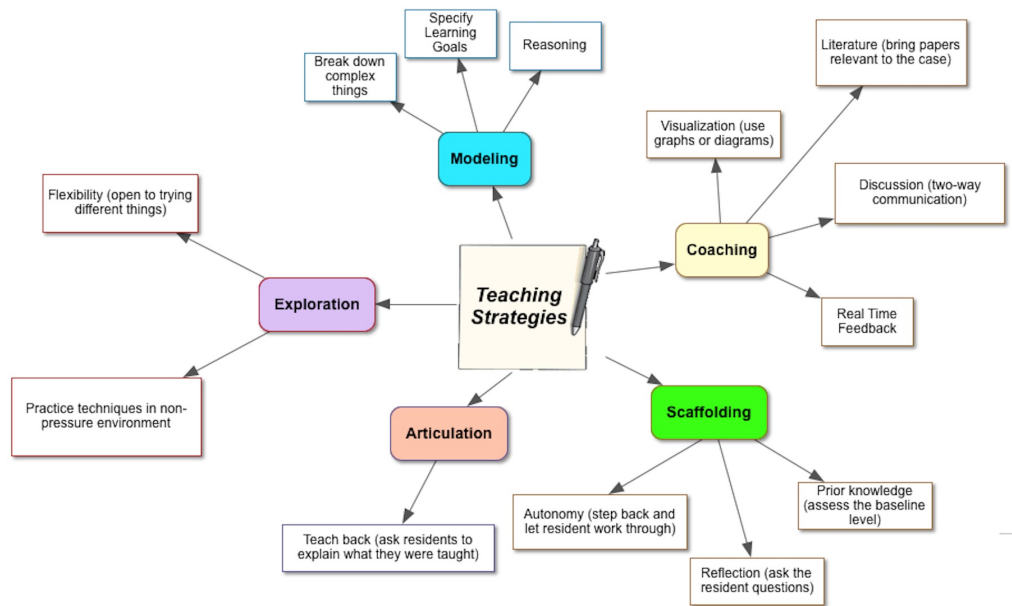 Specify
Learning
Goals
Reasoning
Break down
complex
things
Modeling
Literature (bring papers
relevant to the case)
Visualization (use
graphs or diagrams)
Discussion (two-way
communication)
Coaching
Real Time
Feedback
Flexibility (open to trying
different things)
Exploration
Practice techniques in non-
pressure environment
Teaching
Strategies
Articulation
Teach back (ask residents to
explain what they were taught)
Scaffolding
Autonomy (step back and
let resident work through)
Prior knowledge
(assess the baseline
level)
Reflection (ask the
resident questions)